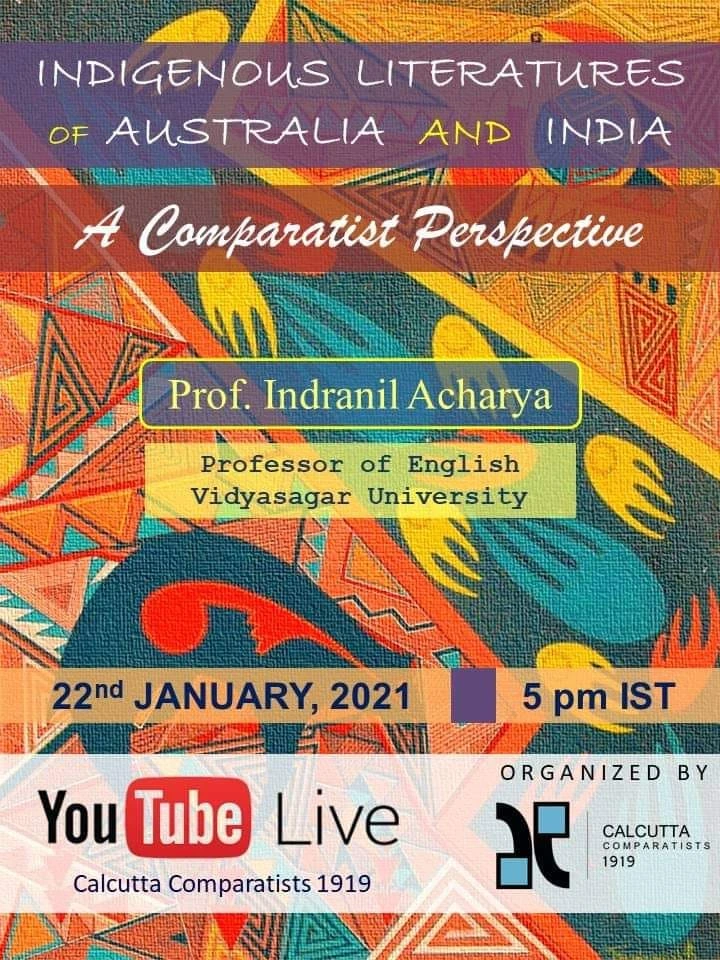 INDIGENOUS LITERATURES
OF AUSTRALIA AND INDIA
A Comparatist Perspective
Prof. Indranil Acharya
Professor of English
Vidyasagar University
22nd JANUARY, 2021 5 pm IST
ORGANIZED BY
YouTube Live
Calcutta Comparatists 1919
CALCUTTA
COMPARATISTS
1919